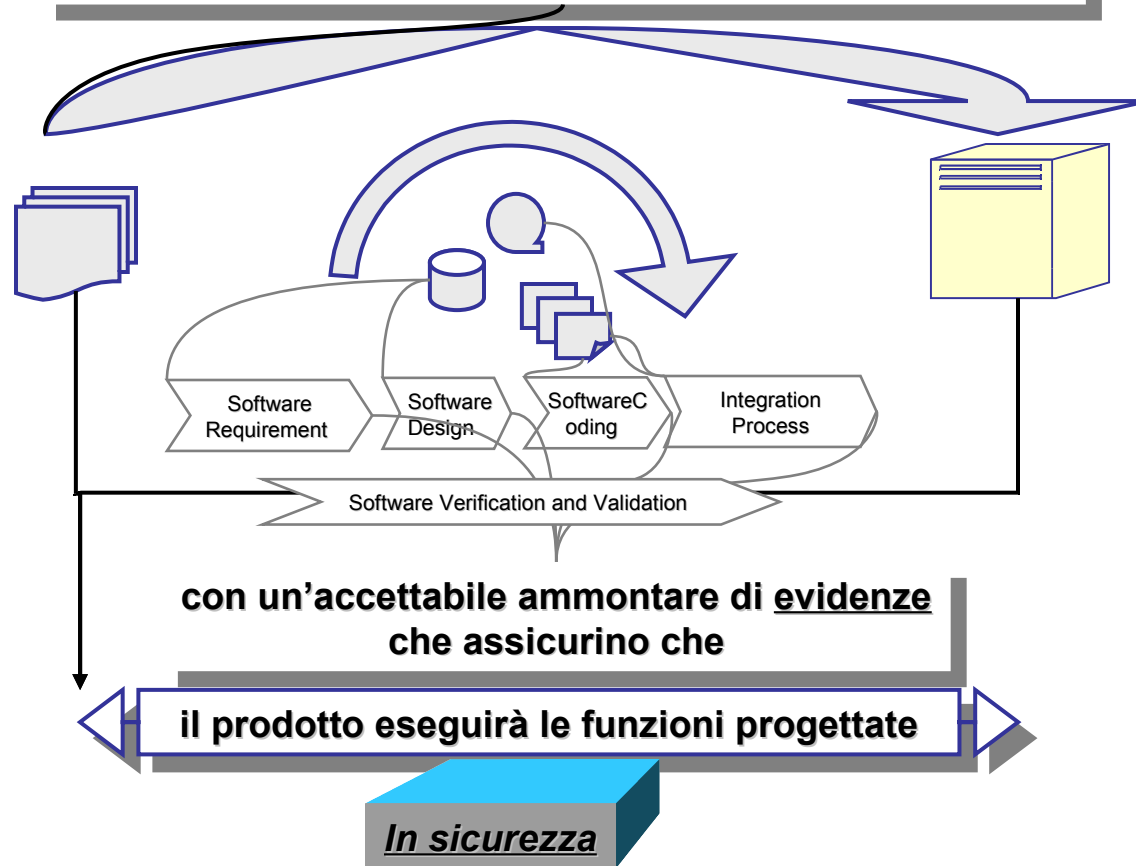 Software
Requirement
Software
Design
SoftwareC
oding
Integration
Process
Software Verification and Validation
con un’accettabile ammontare di evidenze
che assicurino che
il prodotto eseguirà le funzioni progettate
In sicurezza